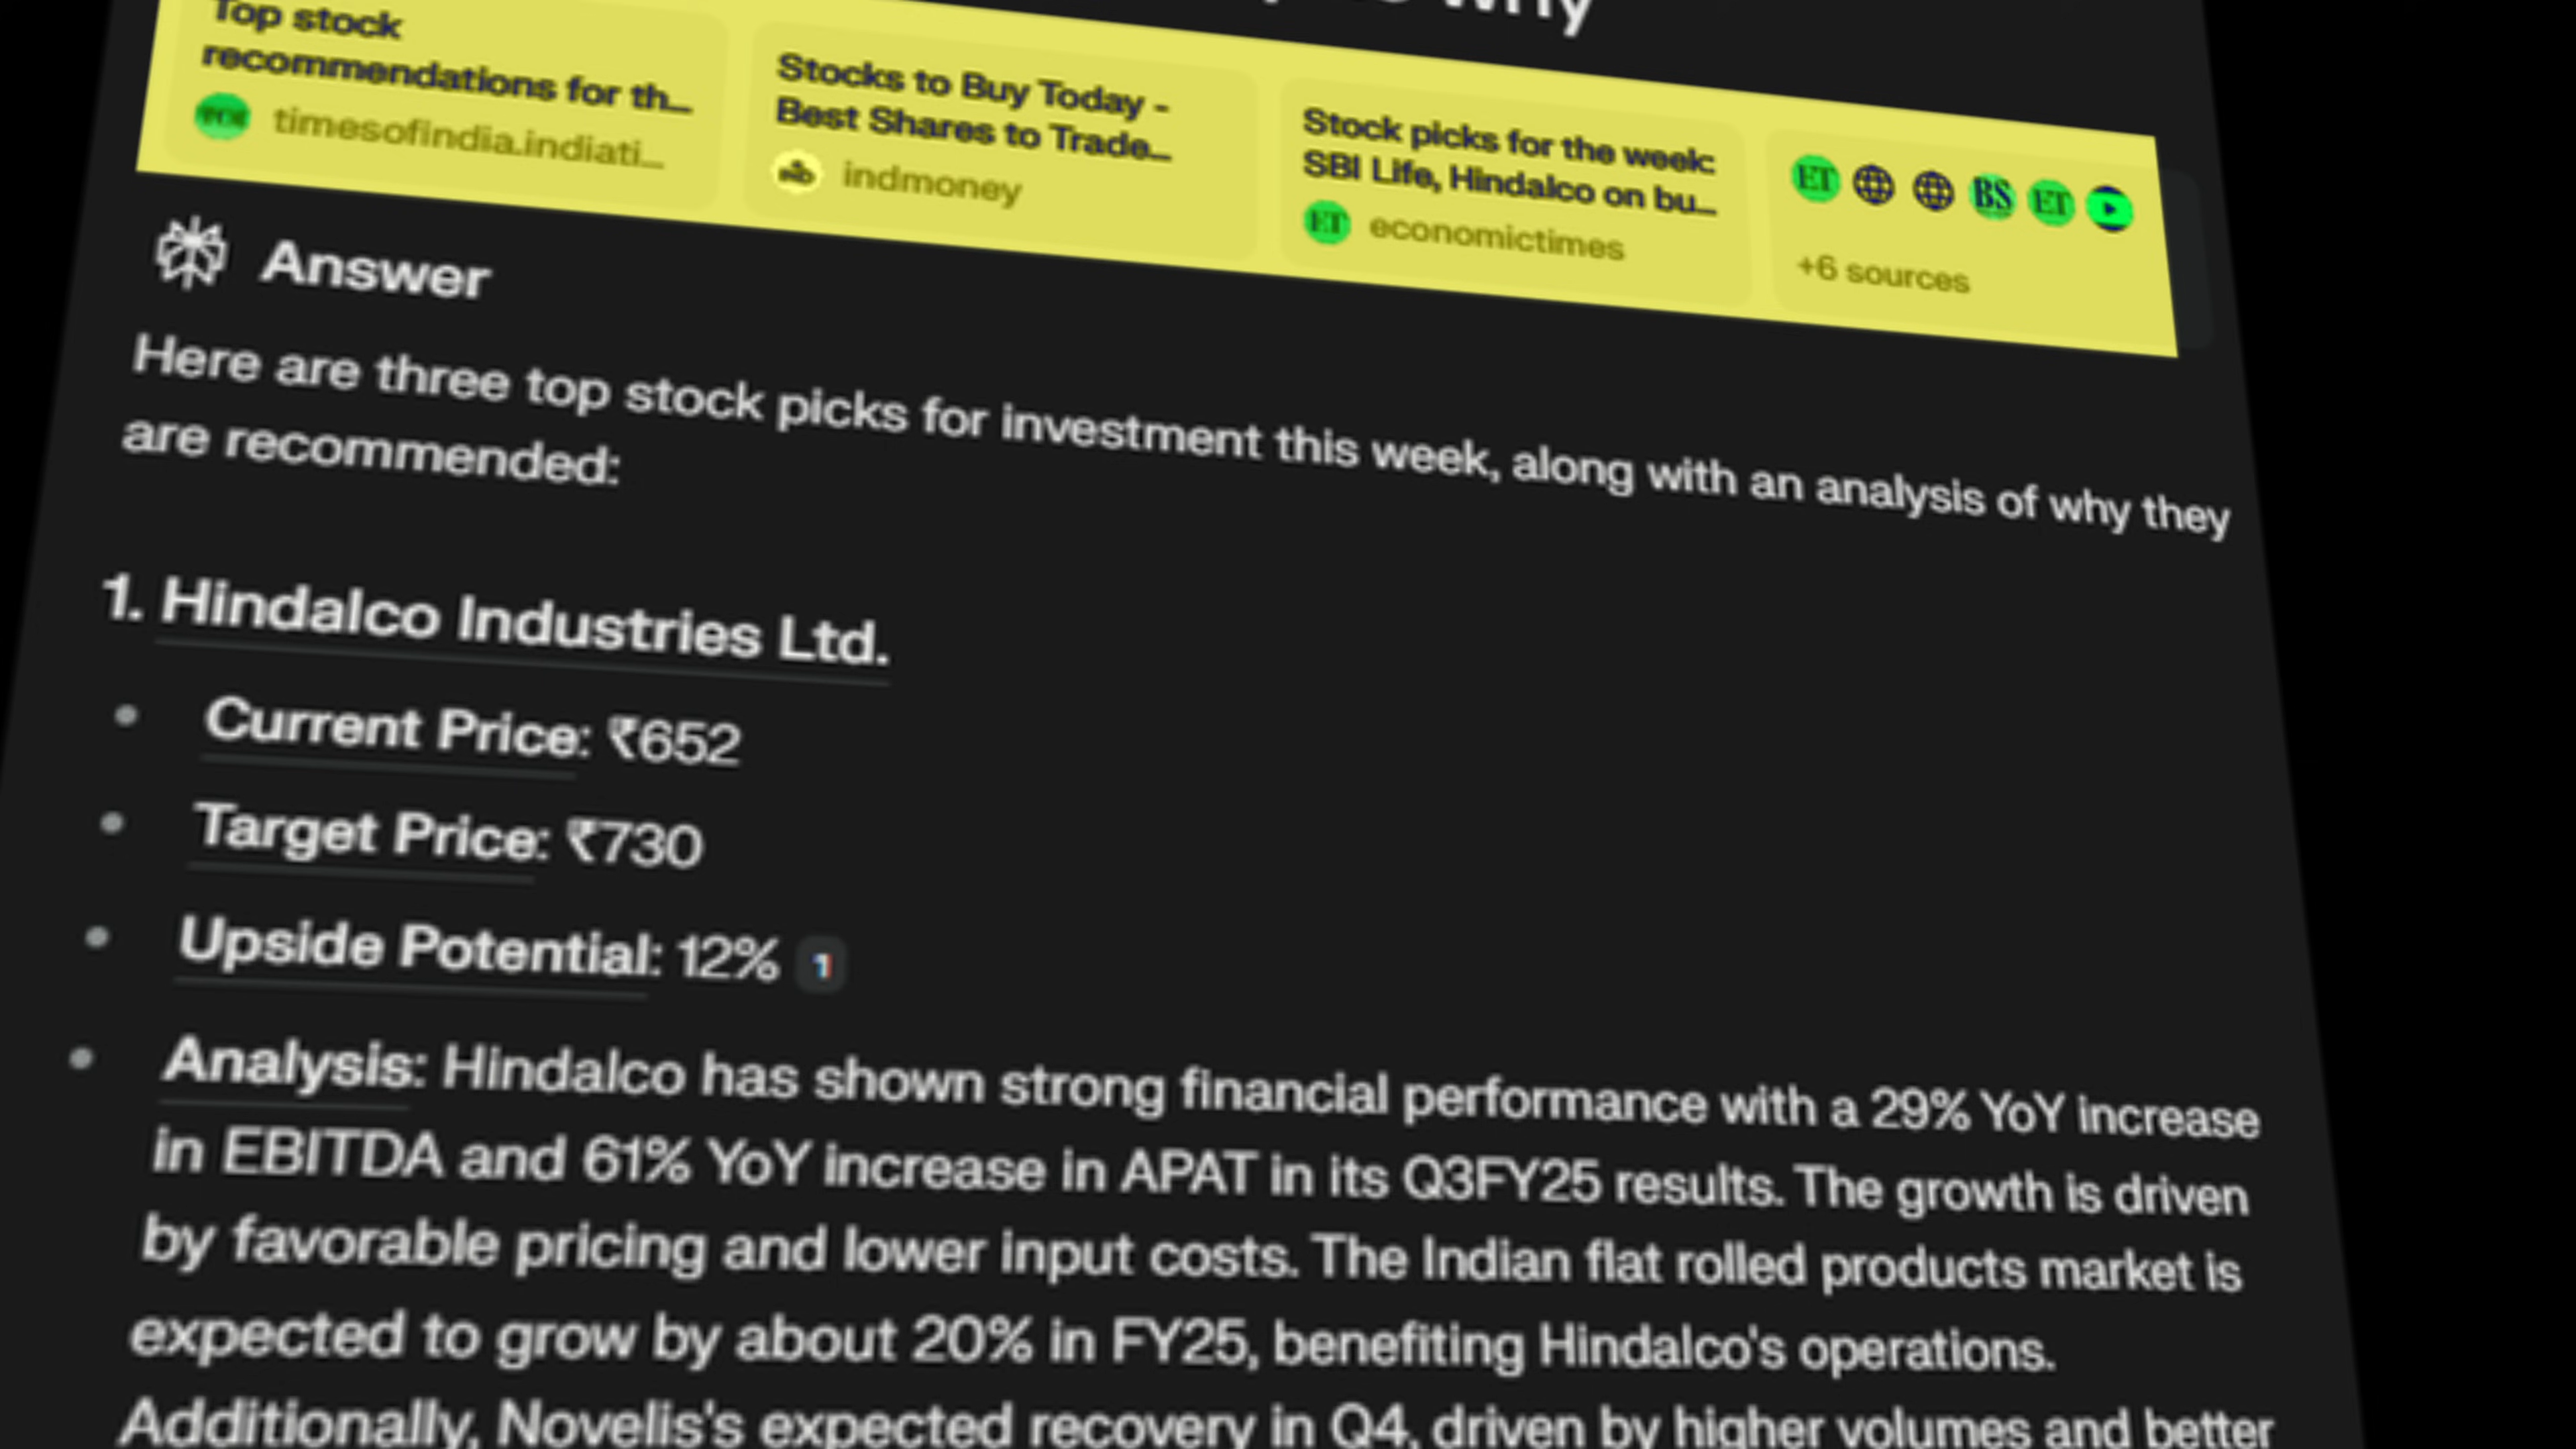 why
Top stock
recommendations for th...
timesofindia.indiati...
Stocks to Buy Today -
Best Shares to Trade...
indmoney
Stock picks for the week:
SBI Life, Hindalco on bu...
ET economictimes
ET BS ET
+6 sources
Answer
Here are three top stock picks for investment this week, along with an analysis of why they
are recommended:
1. Hindalco Industries Ltd.
• Current Price: ₹652
• Target Price: ₹730
• Upside Potential: 12% 1
• Analysis: Hindalco has shown strong financial performance with a 29% YoY increase
in EBITDA and 61% YoY increase in APAT in its Q3FY25 results. The growth is driven
by favorable pricing and lower input costs. The Indian flat rolled products market is
expected to grow by about 20% in FY25, benefiting Hindalco's operations.
Additionally, Novelis's expected recovery in Q4, driven by higher volumes and better